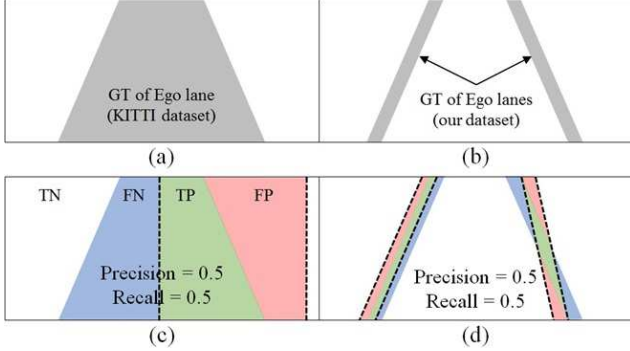 GT of Ego lane
(KITTI dataset)
GT of Ego lanes
(our dataset)
(a)
(b)
TN
FN
TP
FP
Precision = 0.5
Recall = 0.5
Precision = 0.5
Recall = 0.5
(c)
(d)